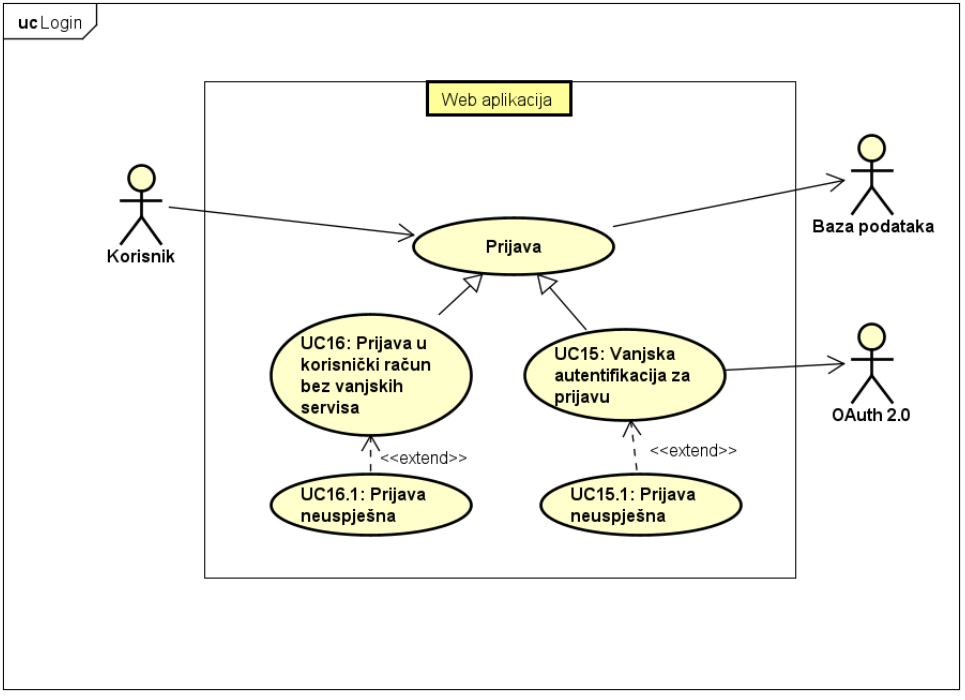 uc Login
Web aplikacija
Korisnik
Prijava
Baza podataka
UC16: Prijava u
korisnički račun
bez vanjskih
servisa
UC15: Vanjska
autentifikacija za
prijavu
OAuth 2.0
<<extend>>
<<extend>>
UC16.1: Prijava
neuspješna
UC15.1: Prijava
neuspješna